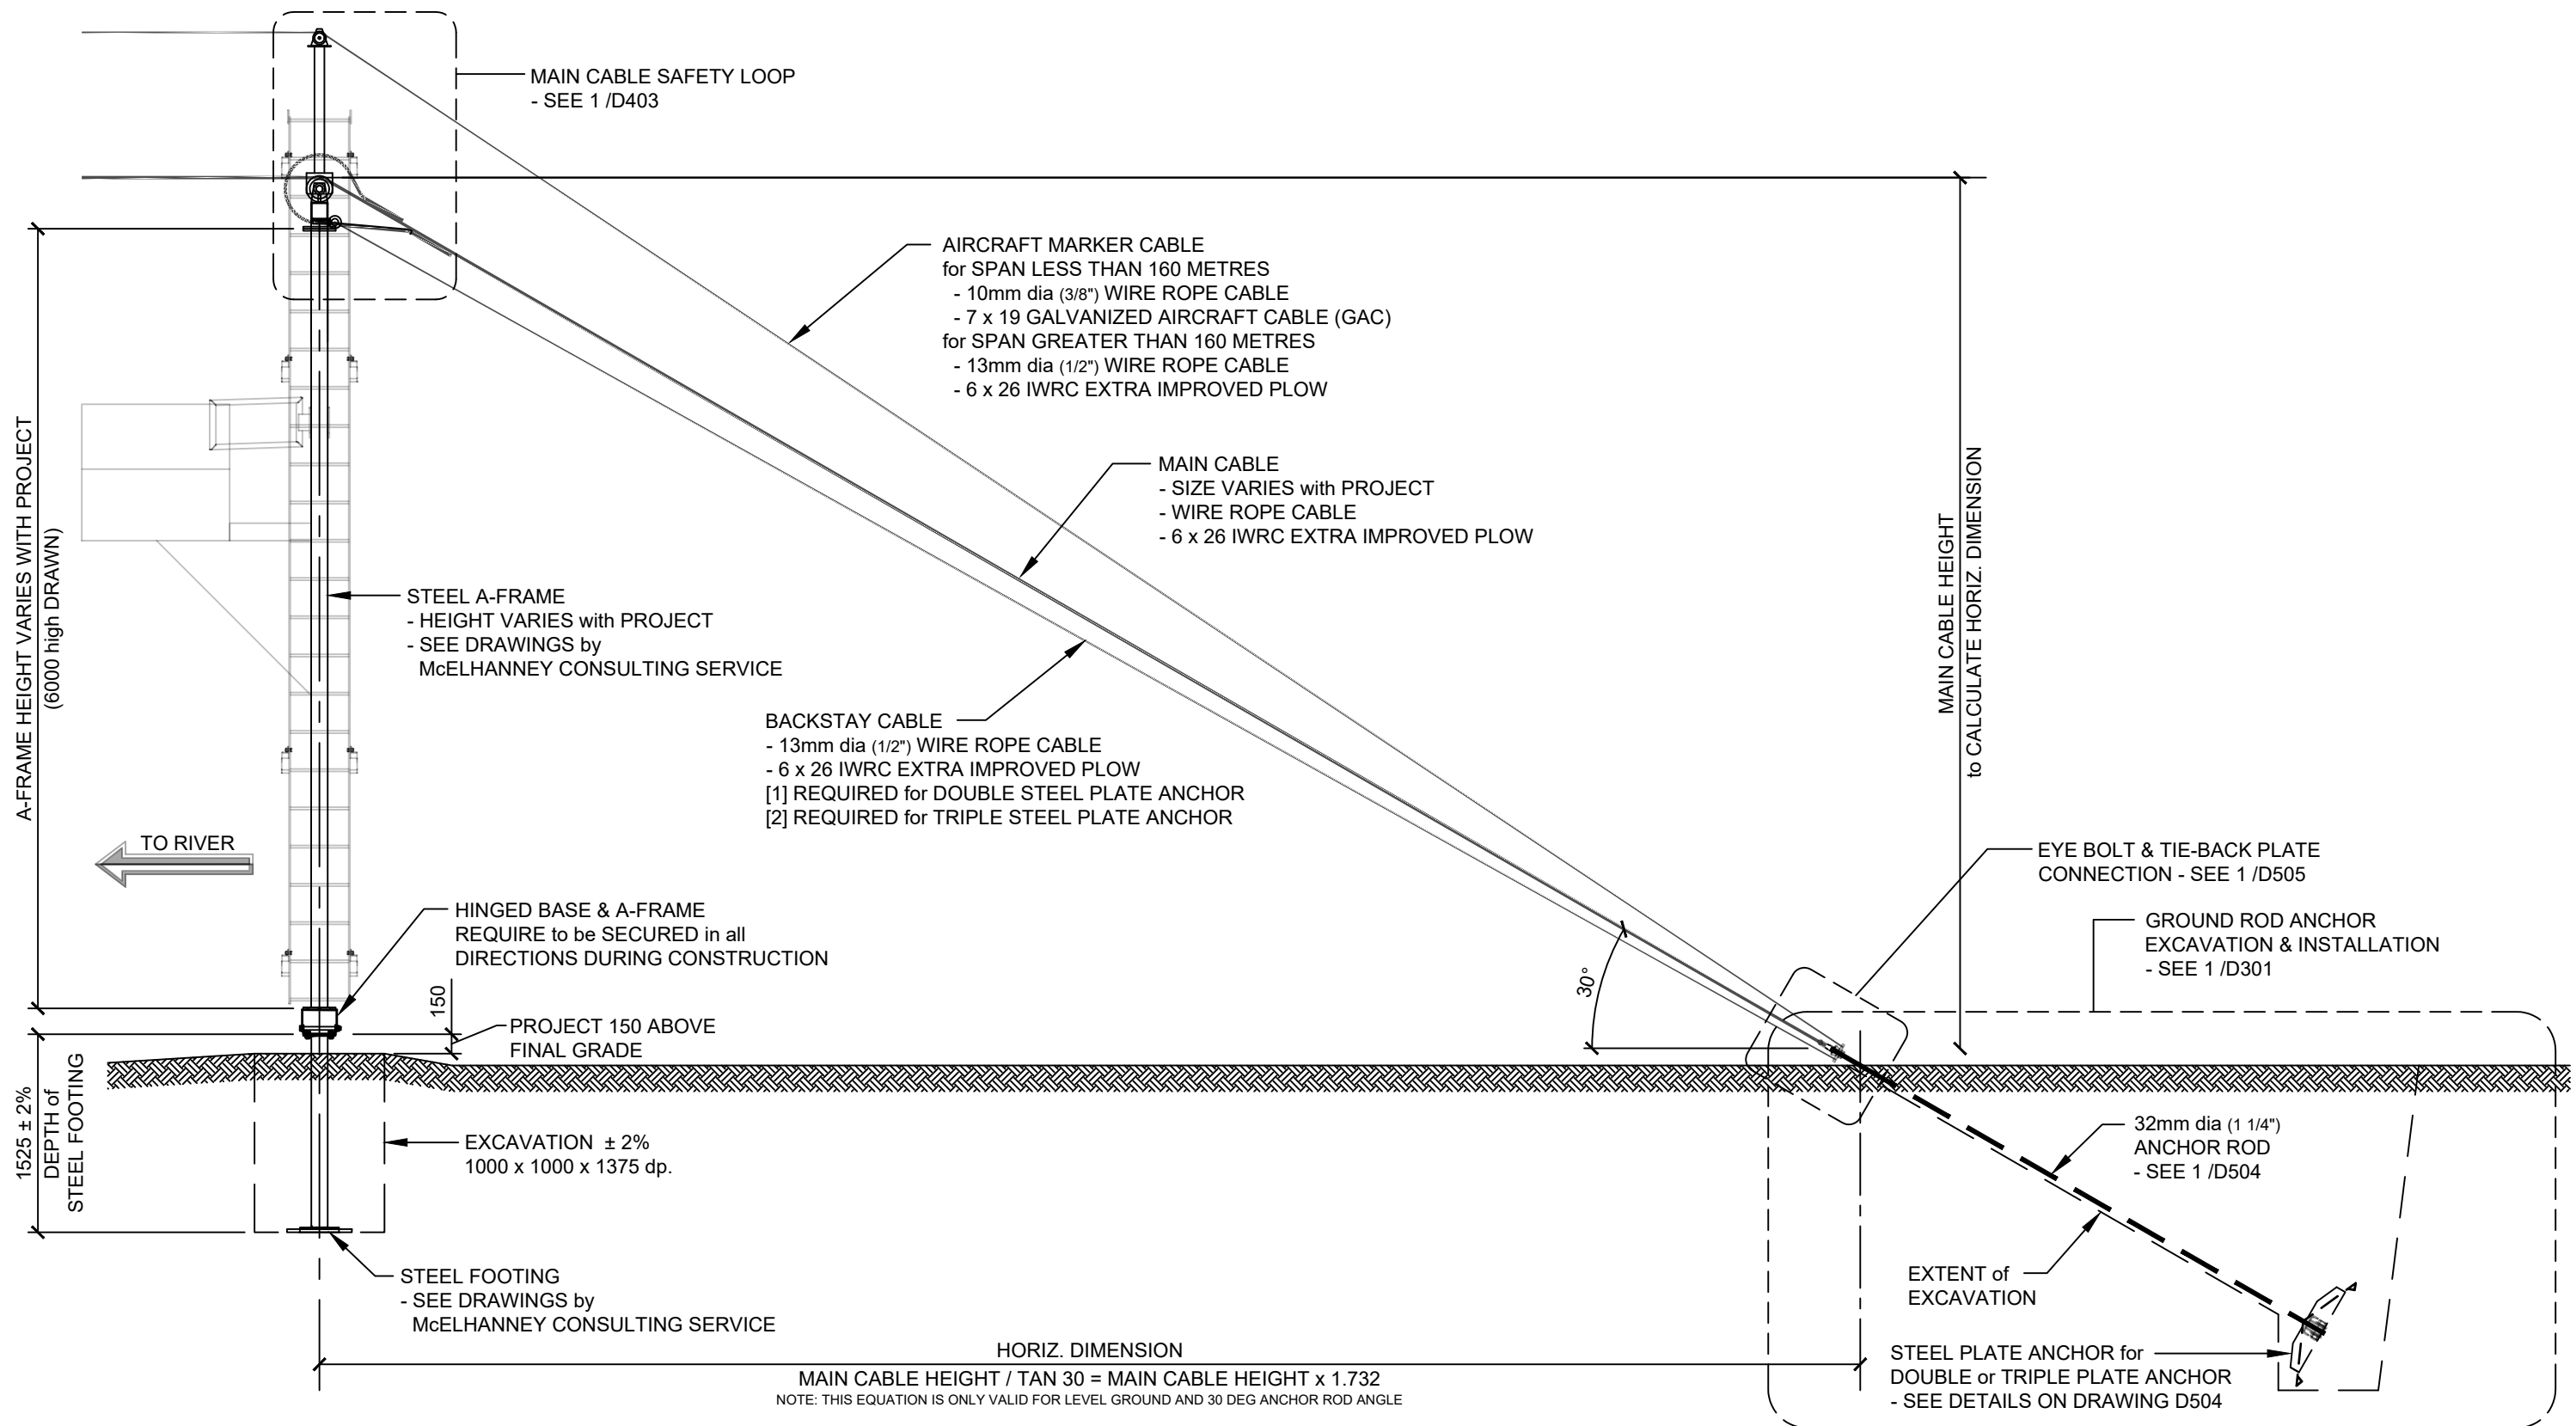 MAIN CABLE SAFETY LOOP
- SEE 1 /D403
AIRCRAFT MARKER CABLE
for SPAN LESS THAN 160 METRES
- 10mm dia (3/8") WIRE ROPE CABLE
- 7 x 19 GALVANIZED AIRCRAFT CABLE (GAC)
for SPAN GREATER THAN 160 METRES
- 13mm dia (1/2") WIRE ROPE CABLE
- 6 x 26 IWRC EXTRA IMPROVED PLOW
MAIN CABLE
- SIZE VARIES with PROJECT
- WIRE ROPE CABLE
- 6 x 26 IWRC EXTRA IMPROVED PLOW
MAIN CABLE HEIGHT
to CALCULATE HORIZ. DIMENSION
A-FRAME HEIGHT VARIES WITH PROJECT
(6000 high DRAWN)
STEEL A-FRAME
- HEIGHT VARIES with PROJECT
- SEE DRAWINGS by
McELHANNEY CONSULTING SERVICE
BACKSTAY CABLE
- 13mm dia (1/2") WIRE ROPE CABLE
- 6 x 26 IWRC EXTRA IMPROVED PLOW
[1] REQUIRED for DOUBLE STEEL PLATE ANCHOR
[2] REQUIRED for TRIPLE STEEL PLATE ANCHOR
TO RIVER
EYE BOLT & TIE-BACK PLATE
CONNECTION - SEE 1 /D505
HINGED BASE & A-FRAME
REQUIRE to be SECURED in all
DIRECTIONS DURING CONSTRUCTION
GROUND ROD ANCHOR
EXCAVATION & INSTALLATION
- SEE 1 /D301
30°
150
PROJECT 150 ABOVE
FINAL GRADE
1525 ± 2%
DEPTH of
STEEL FOOTING
EXCAVATION ± 2%
1000 x 1000 x 1375 dp.
32mm dia (1 1/4")
ANCHOR ROD
- SEE 1 /D504
STEEL FOOTING
- SEE DRAWINGS by
McELHANNEY CONSULTING SERVICE
EXTENT of
EXCAVATION
HORIZ. DIMENSION
MAIN CABLE HEIGHT / TAN 30 = MAIN CABLE HEIGHT x 1.732
NOTE: THIS EQUATION IS ONLY VALID FOR LEVEL GROUND AND 30 DEG ANCHOR ROD ANGLE
STEEL PLATE ANCHOR for
DOUBLE or TRIPLE PLATE ANCHOR
- SEE DETAILS ON DRAWING D504